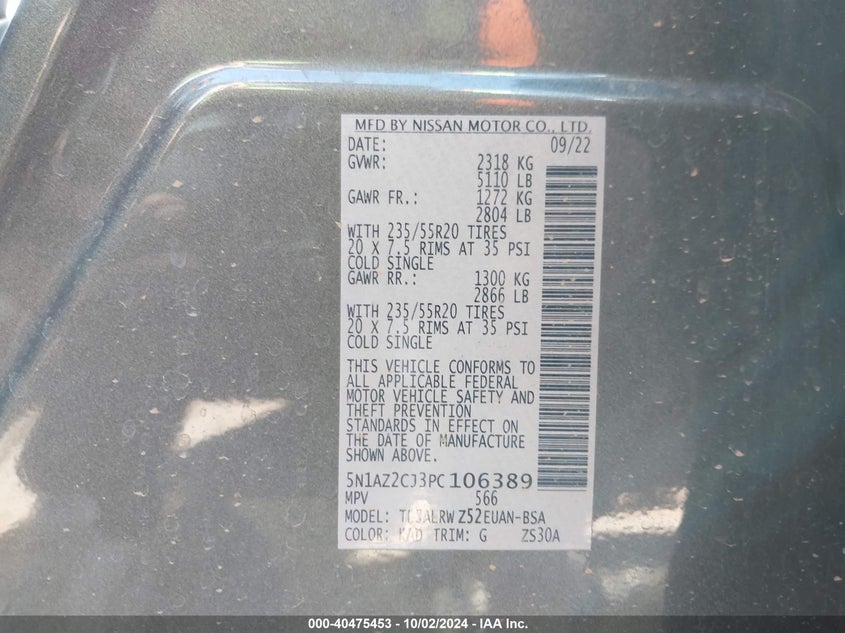 MFD BY NISSAN MOTOR CO., LTD.
DATE: 09/22
GVWR: 2318 KG
5110 LB
GAWR FR.: 1272 KG
2804 LB
WITH 235/55R20 TIRES
20 X 7.5 RIMS AT 35 PSI
COLD SINGLE
GAWR RR.: 1300 KG
2866 LB
WITH 235/55R20 TIRES
20 X 7.5 RIMS AT 35 PSI
COLD SINGLE
THIS VEHICLE CONFORMS TO
ALL APPLICABLE FEDERAL
MOTOR VEHICLE SAFETY AND
THEFT PREVENTION
STANDARDS IN EFFECT ON
THE DATE OF MANUFACTURE
SHOWN ABOVE.
5N1AZ2CJ3PC106389
MPV 566
MODEL: Z52EUAN-BSA
COLOR: KAD TRIM: G ZS30A
000-40475453 - 10/02/2024 - IAA Inc.